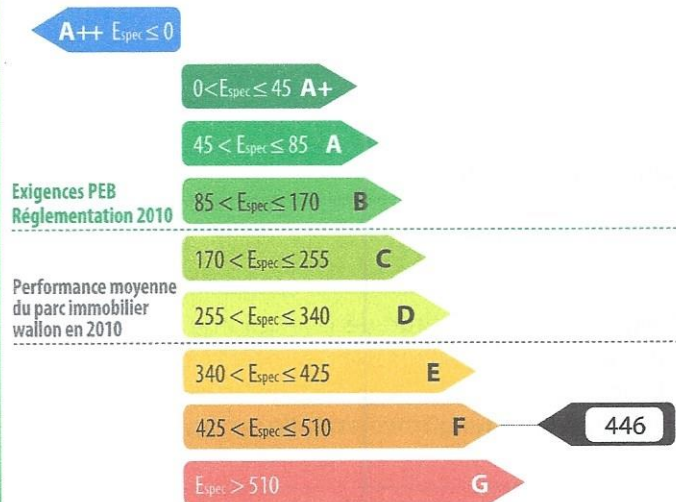 A++ Espec ≤ 0
0 < Espec ≤ 45 A+
45 < Espec ≤ 85 A
Exigences PEB
Réglementation 2010
85 < Espec ≤ 170 B
170 < Espec ≤ 255 C
Performance moyenne
du parc immobilier
wallon en 2010
255 < Espec ≤ 340 D
340 < Espec ≤ 425 E
425 < Espec ≤ 510 F
446
Espec > 510 G